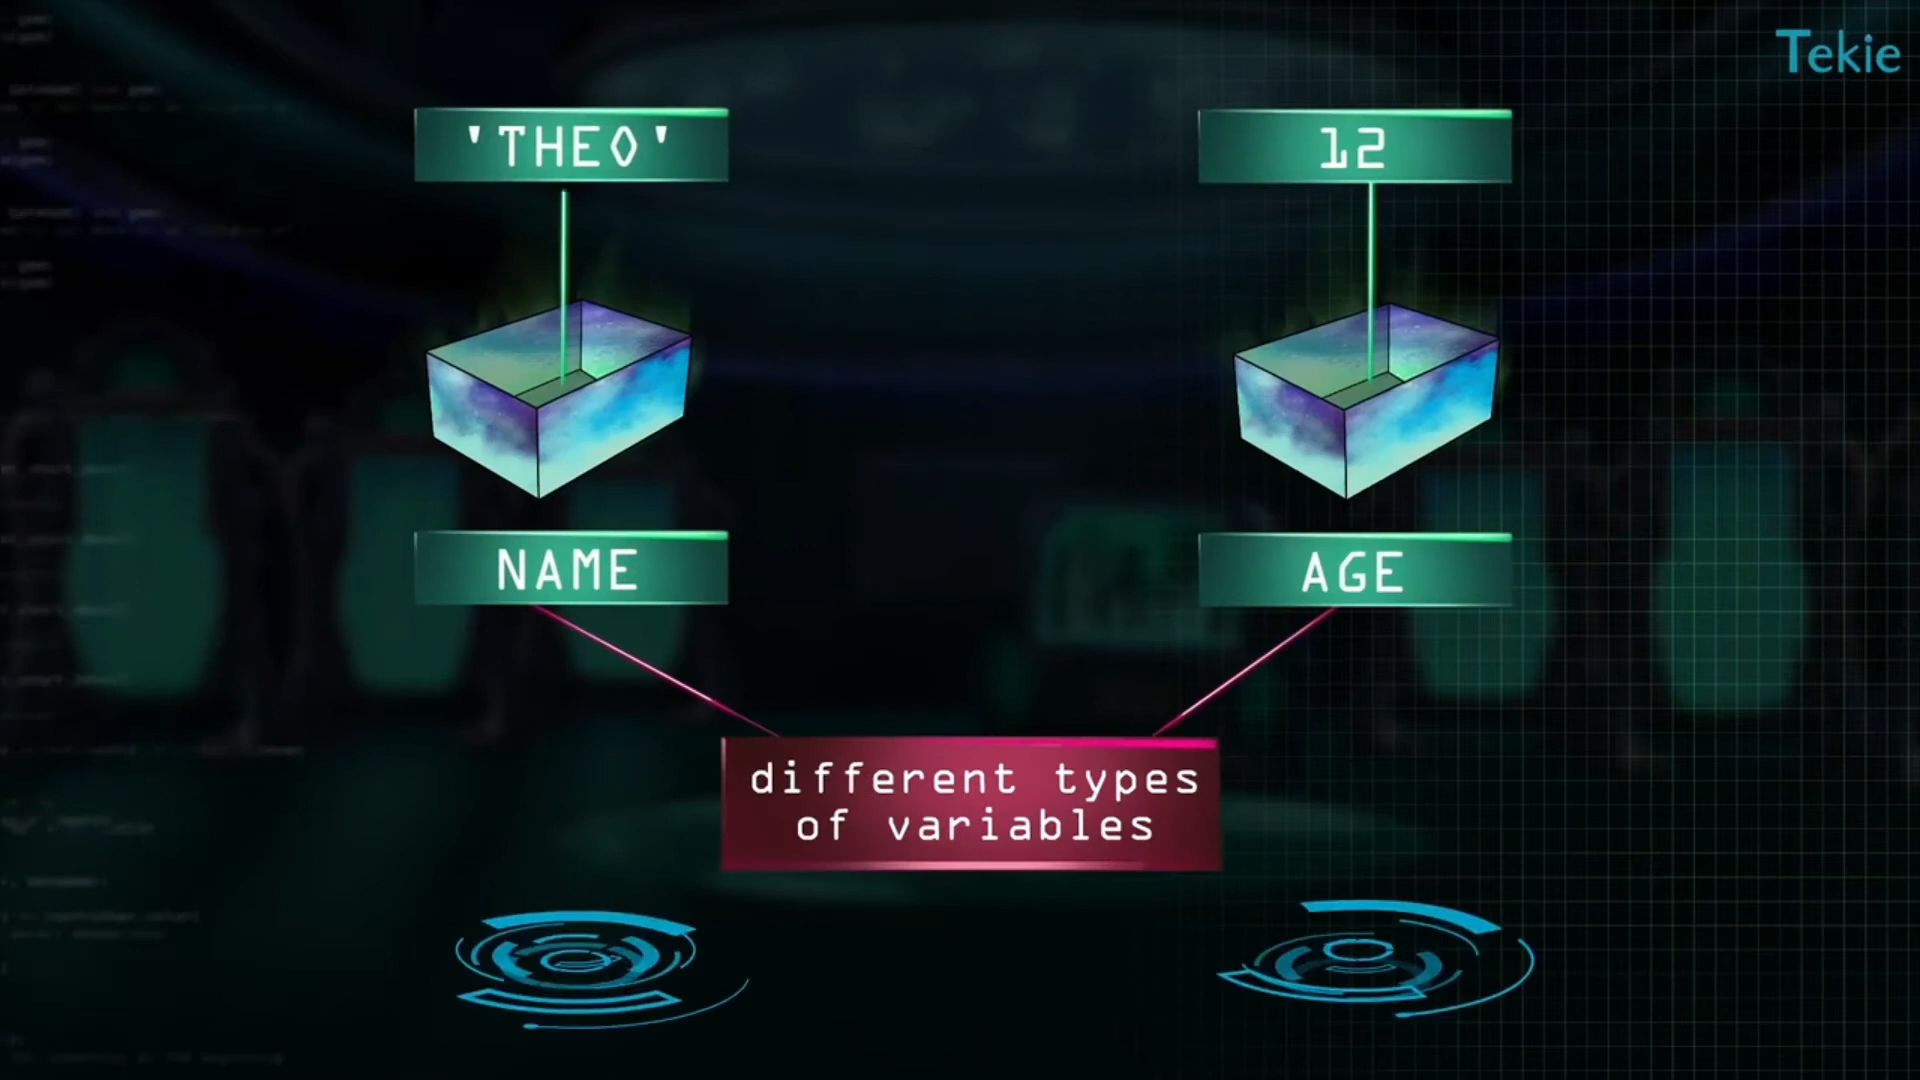 Tekie
'THEO'
12
NAME
AGE
different types
of variables